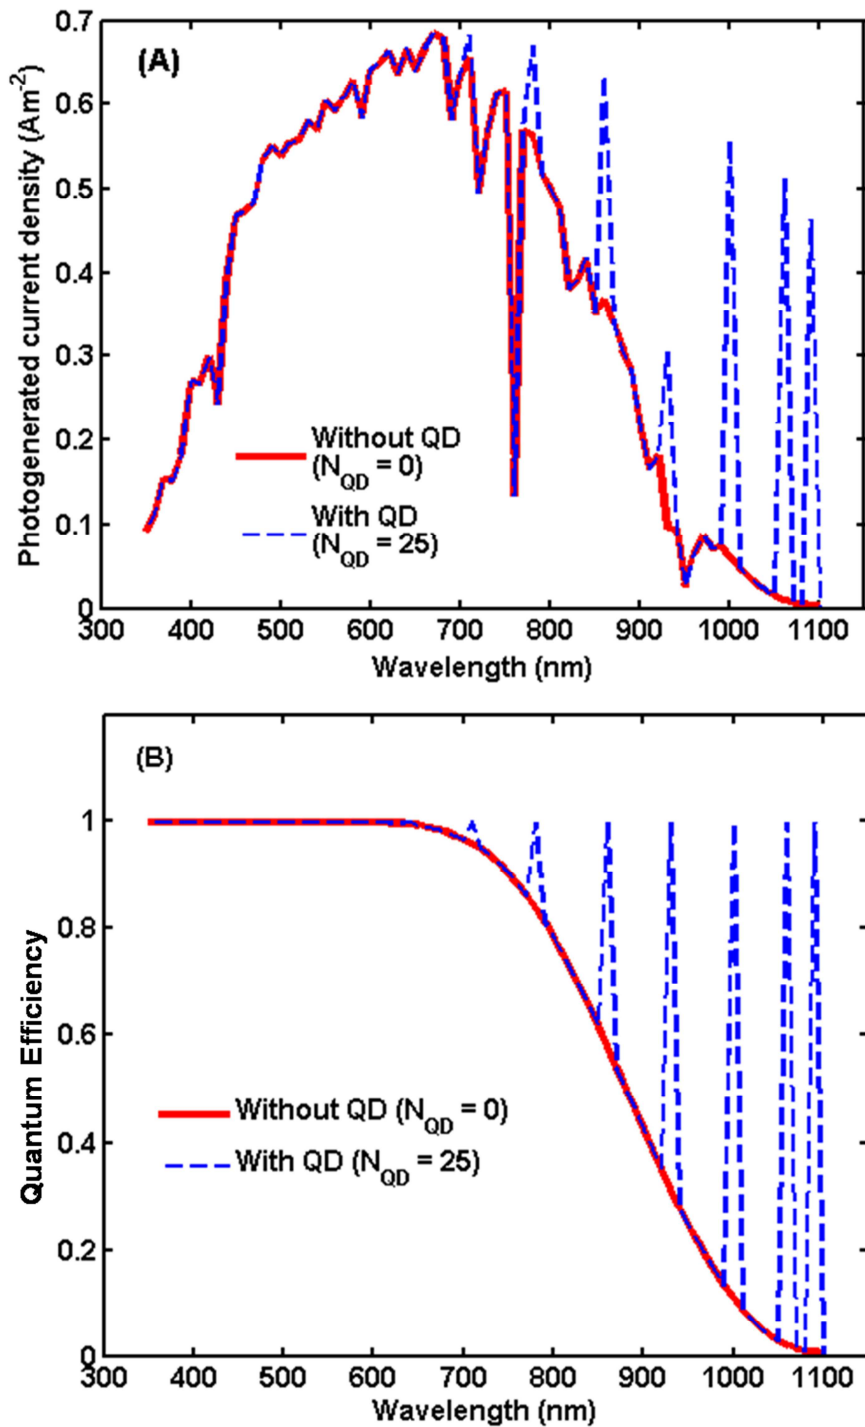 (A)
Photogenerated current density (Am⁻²)
0.7
0.6
0.5
0.4
0.3
0.2
0.1
0
Without QD
(N_QD = 0)
With QD
(N_QD = 25)
300 400 500 600 700 800 900 1000 1100
Wavelength (nm)
(B)
Quantum Efficiency
1
0.8
0.6
0.4
0.2
0
Without QD (N_QD = 0)
With QD (N_QD = 25)
300 400 500 600 700 800 900 1000 1100
Wavelength (nm)